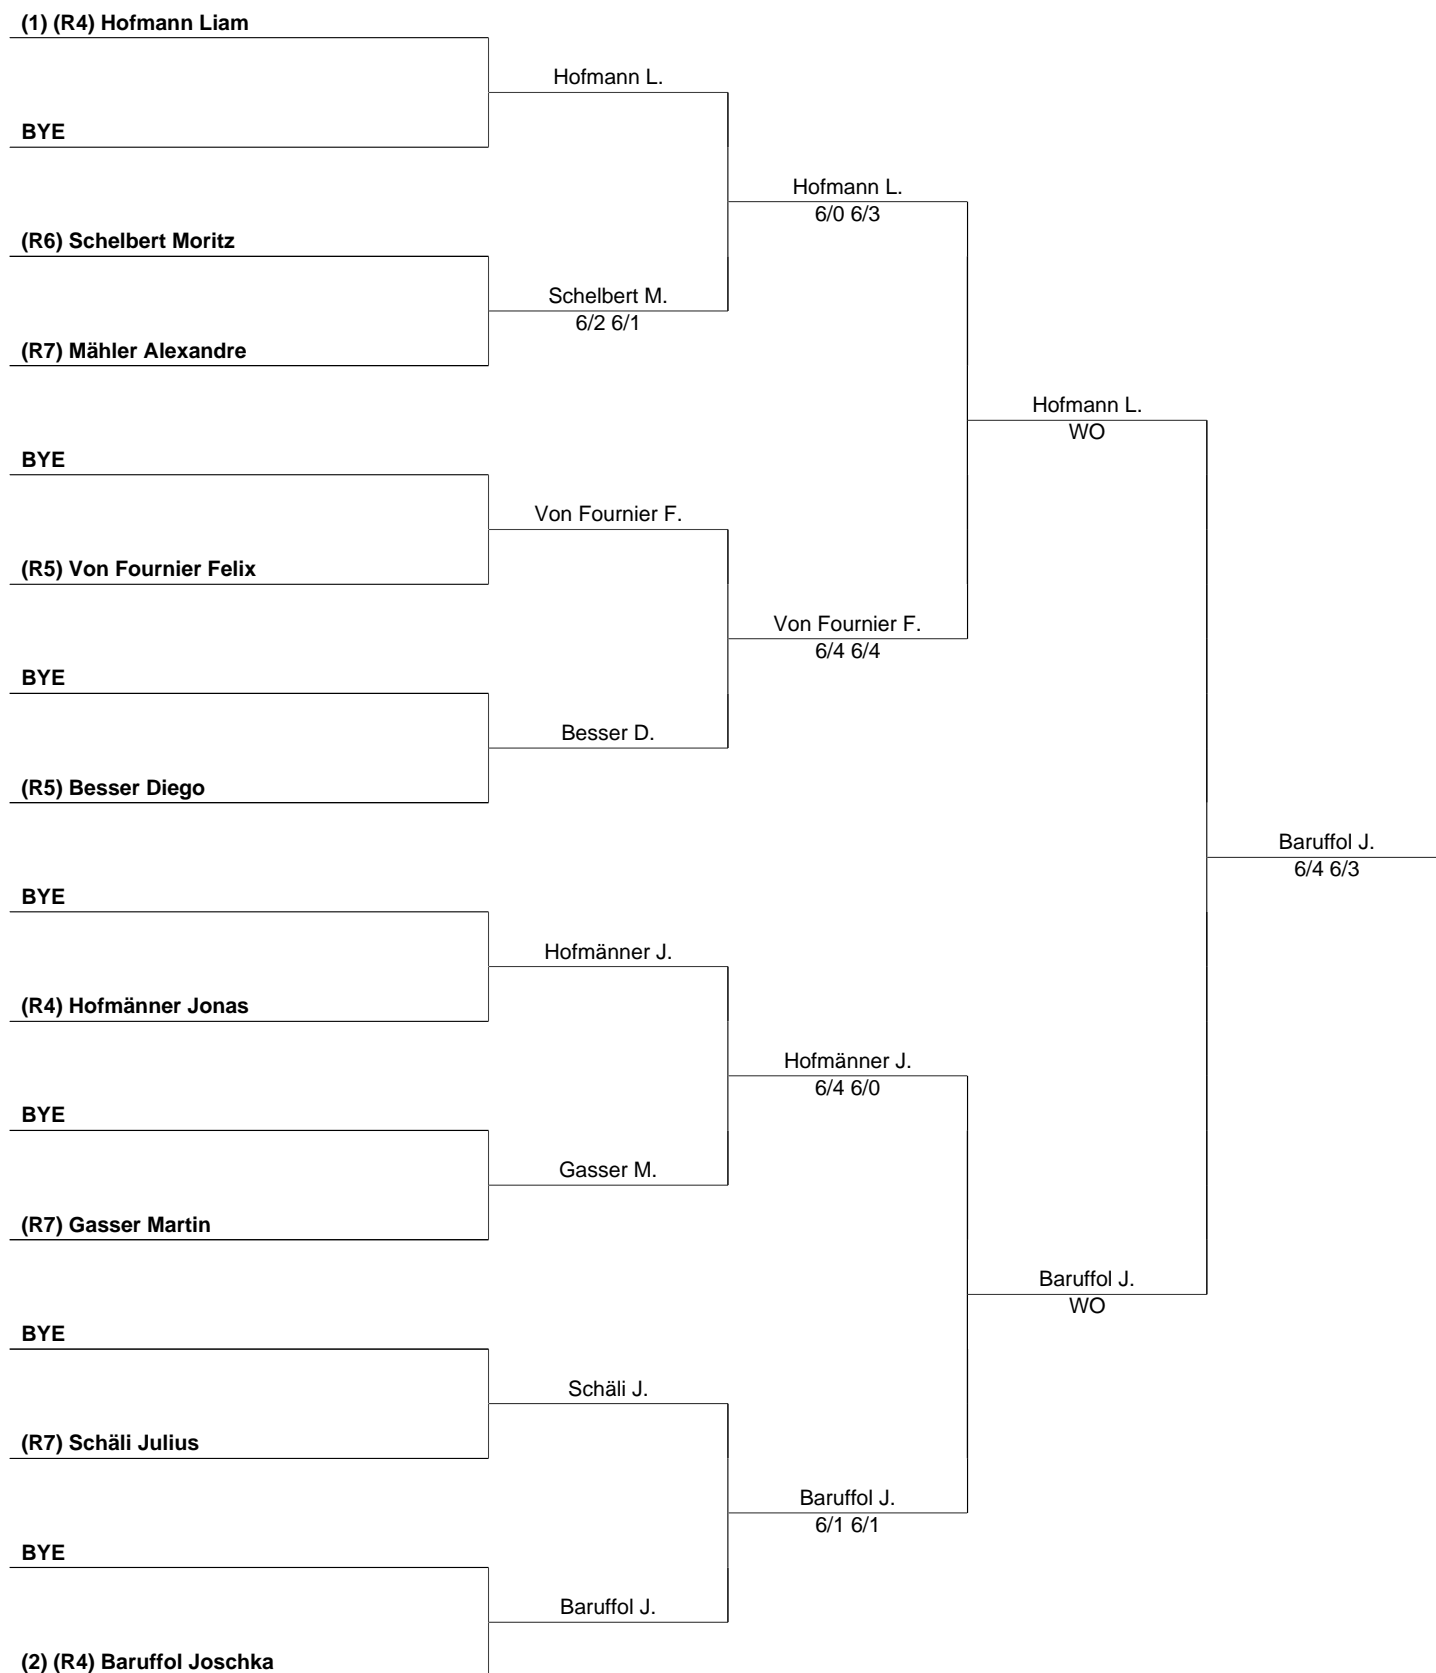 (1) (R4) Hofmann Liam
Hofmann L.
BYE
Hofmann L.
6/0 6/3
(R6) Schelbert Moritz
Schelbert M.
6/2 6/1
(R7) Mähler Alexandre
Hofmann L.
WO
BYE
Von Fournier F.
(R5) Von Fournier Felix
Von Fournier F.
6/4 6/4
BYE
Besser D.
(R5) Besser Diego
Baruffol J.
6/4 6/3
BYE
Hofmänner J.
(R4) Hofmänner Jonas
Hofmänner J.
6/4 6/0
BYE
Gasser M.
(R7) Gasser Martin
Baruffol J.
WO
BYE
Schäli J.
(R7) Schäli Julius
Baruffol J.
6/1 6/1
BYE
Baruffol J.
(2) (R4) Baruffol Joschka